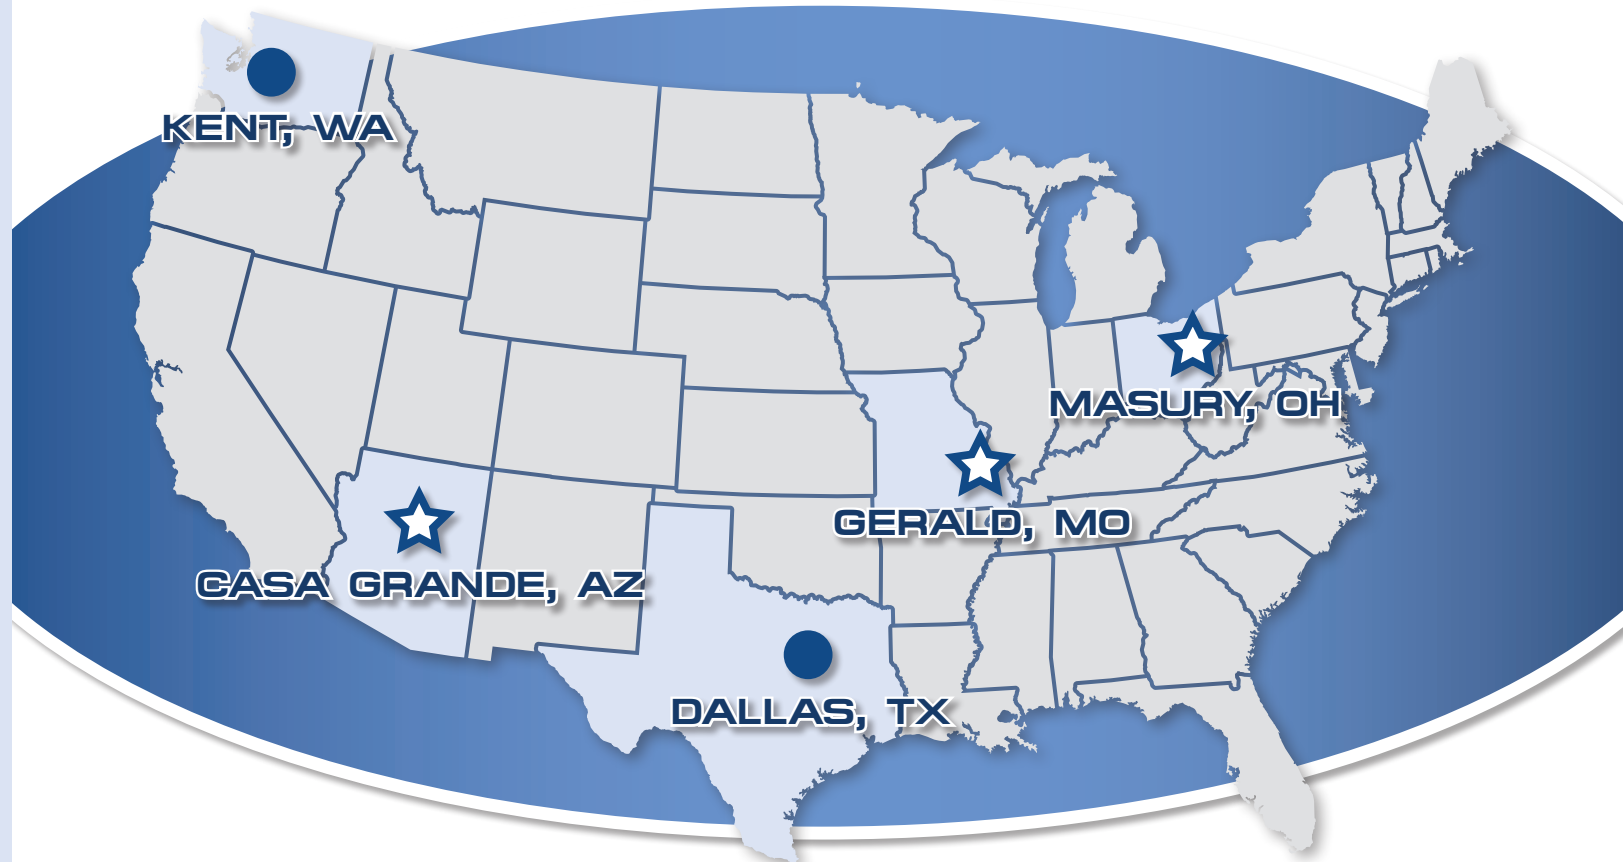 KENT, WA
MASURY, OH
GERALD, MO
CASA GRANDE, AZ
DALLAS, TX